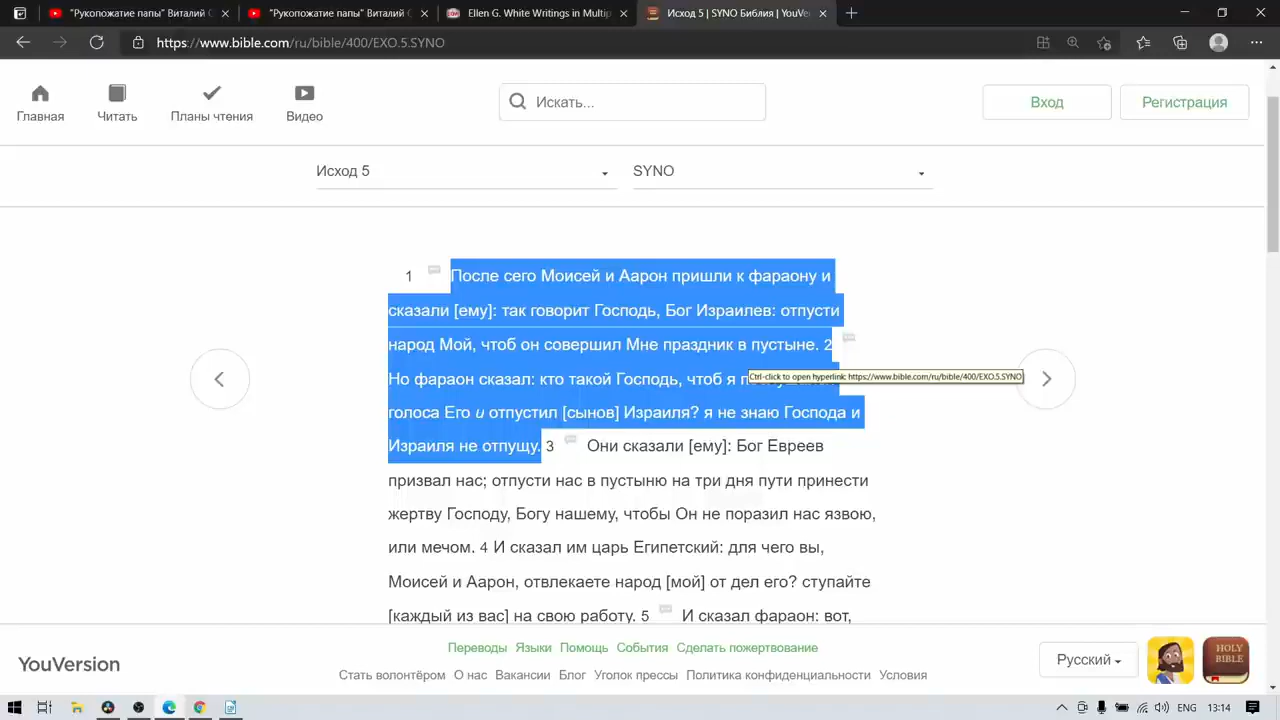 "Рукопожатие папы" Виталий О
"Рукопожатие папы" Виталий О
Ellen G. White Writings in Multip
Исход 5 | SYNO Библия | YouVe
https://www.bible.com/ru/bible/400/EXO.5.SYNO
Главная
Читать
Планы чтения
Видео
Искать...
Вход
Регистрация
Исход 5
SYNO
1 После сего Моисей и Аарон пришли к фараону и
сказали [ему]: так говорит Господь, Бог Израилев: отпусти
народ Мой, чтоб он совершил Мне праздник в пустыне. 2
Но фараон сказал: кто такой Господь, чтоб я
Ctrl-click to open hyperlink: https://www.bible.com/ru/bible/400/EXO.5.SYNO
голоса Его и отпустил [сынов] Израиля? я не знаю Господа и
Израиля не отпущу. 3 Они сказали [ему]: Бог Евреев
призвал нас; отпусти нас в пустыню на три дня пути принести
жертву Господу, Богу нашему, чтобы Он не поразил нас язвою,
или мечом. 4 И сказал им царь Египетский: для чего вы,
Моисей и Аарон, отвлекаете народ [мой] от дел его? ступайте
[каждый из вас] на свою работу. 5 И сказал фараон: вот,
YouVersion
Переводы Языки Помощь События Сделать пожертвование
Стать волонтёром О нас Вакансии Блог Уголок прессы Политика конфиденциальности Условия
Русский
HOLY
BIBLE
ENG 13:14